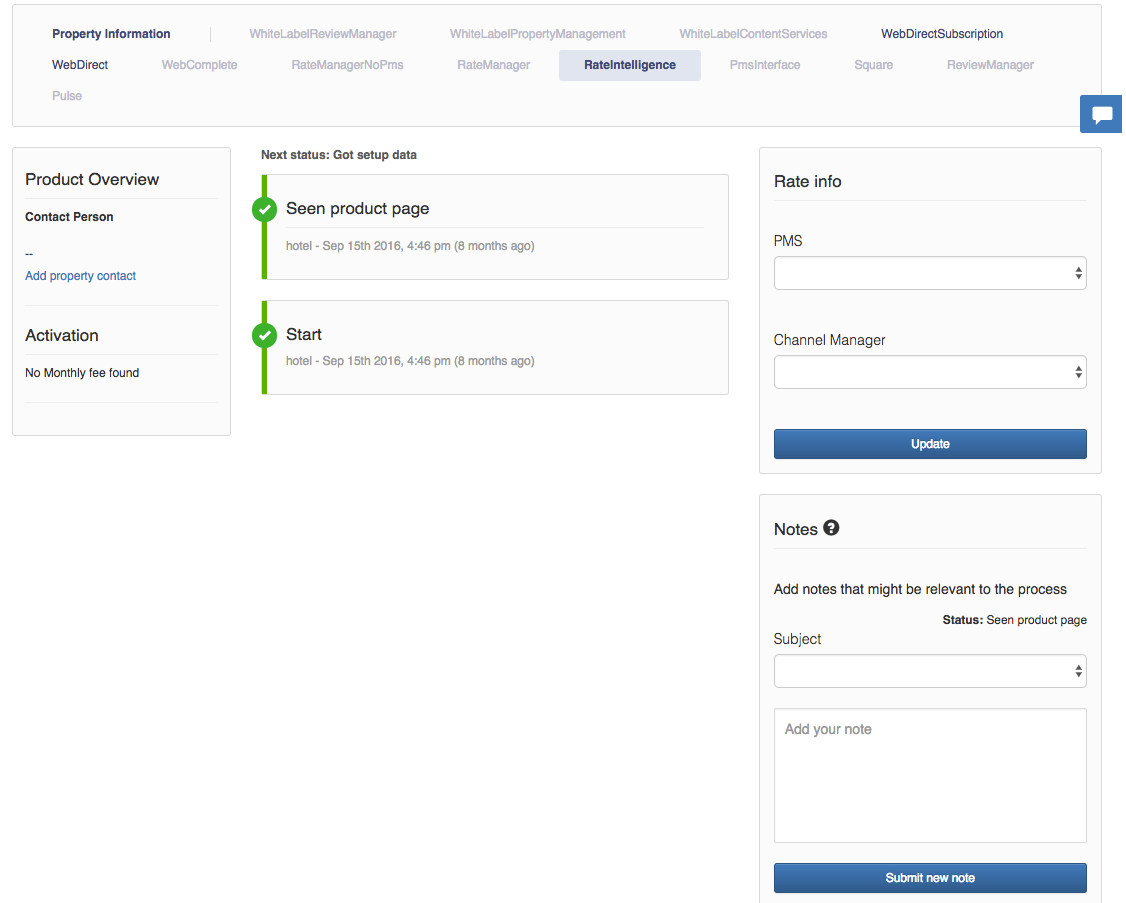 Property Information WhiteLabelReviewManager WhiteLabelPropertyManagement WhiteLabelContentServices WebDirectSubscription
WebDirect WebComplete RateManagerNoPms RateManager RateIntelligence PmsInterface Square ReviewManager
Pulse
Product Overview
Contact Person
--
Add property contact
Activation
No Monthly fee found
Next status: Got setup data
Seen product page
hotel - Sep 15th 2016, 4:46 pm (8 months ago)
Start
hotel - Sep 15th 2016, 4:46 pm (8 months ago)
Rate info
PMS
Channel Manager
Update
Notes ?
Add notes that might be relevant to the process
Status: Seen product page
Subject
Add your note
Submit new note